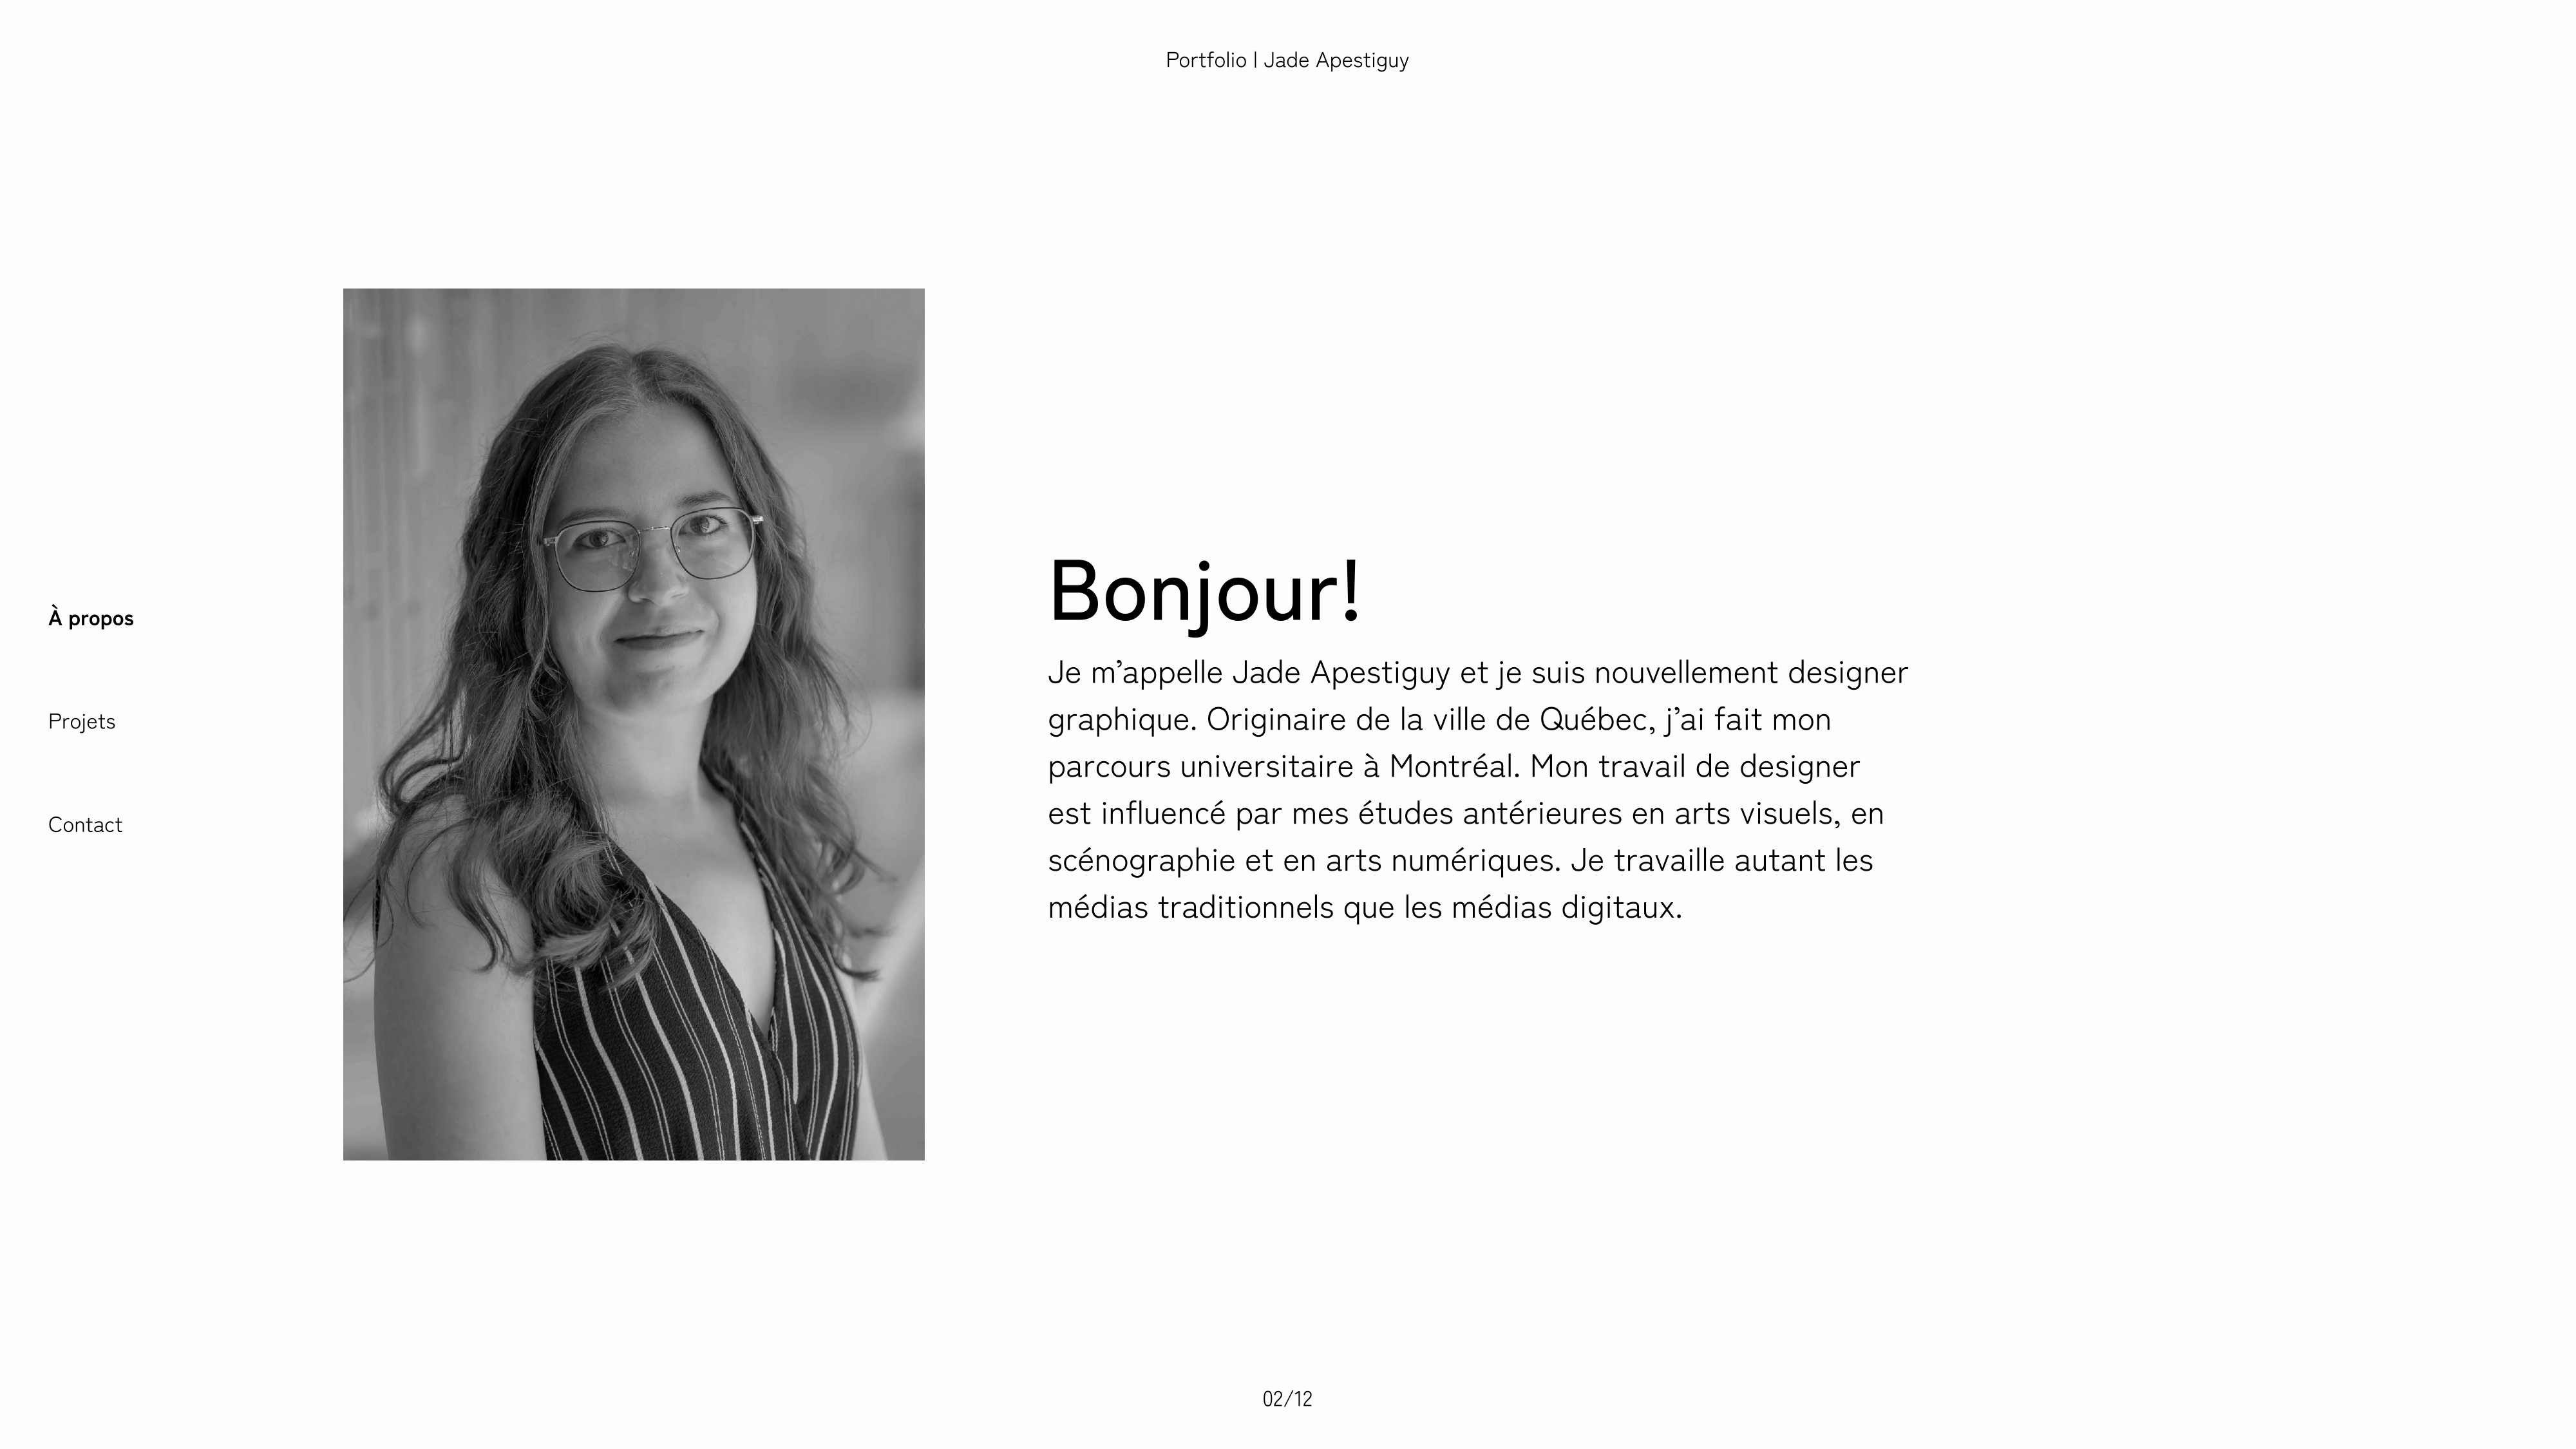 Portfolio | Jade Apestiguy
À propos
Projets
Contact
Bonjour!
Je m’appelle Jade Apestiguy et je suis nouvellement designer
graphique. Originaire de la ville de Québec, j’ai fait mon
parcours universitaire à Montréal. Mon travail de designer
est influencé par mes études antérieures en arts visuels, en
scénographie et en arts numériques. Je travaille autant les
médias traditionnels que les médias digitaux.
02/12